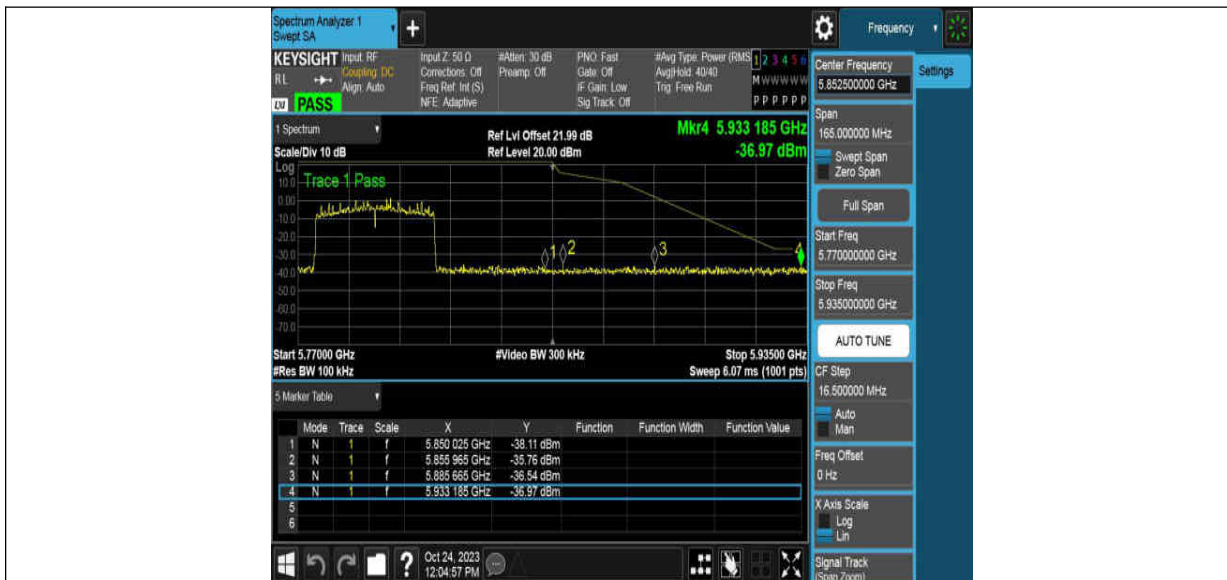 Spectrum Analyzer 1
Swept SA
+
Frequency
KEYSIGHT
RL
PASS
Input: RF
Coupling: DC
Align: Auto
Input Z: 50 Ω
Corrections: Off
Freq Ref: Int (S)
NFE: Adaptive
#Atten: 30 dB
Preamp: Off
PNO: Fast
Gate: Off
IF Gain: Low
Sig Track: Off
#Avg Type: Power (RMS
Avg|Hold: 40/40
Trig: Free Run
1 2 3 4 5 6
M W W W W W
P P P P P P
1 Spectrum
Scale/Div 10 dB
Ref Lvl Offset 21.99 dB
Ref Level 20.00 dBm
Mkr4 5.933 185 GHz
-36.97 dBm
Log
Trace 1 Pass
10.0
0.00
-10.0
-20.0
-30.0
-40.0
-50.0
-60.0
-70.0
1
2
3
4
Start 5.77000 GHz
#Video BW 300 kHz
Stop 5.93500 GHz
#Res BW 100 kHz
Sweep 6.07 ms (1001 pts)
5 Marker Table
Mode Trace Scale X Y Function Function Width Function Value
1 N 1 f 5.850 025 GHz -38.11 dBm
2 N 1 f 5.855 965 GHz -35.76 dBm
3 N 1 f 5.885 665 GHz -36.54 dBm
4 N 1 f 5.933 185 GHz -36.97 dBm
5
6
Oct 24, 2023
12:04:57 PM
Center Frequency
5.852500000 GHz
Settings
Span
165.000000 MHz
Swept Span
Zero Span
Full Span
Start Freq
5.770000000 GHz
Stop Freq
5.935000000 GHz
AUTO TUNE
CF Step
16.500000 MHz
Auto
Man
Freq Offset
0 Hz
X Axis Scale
Log
Lin
Signal Track
(Span Zoom)